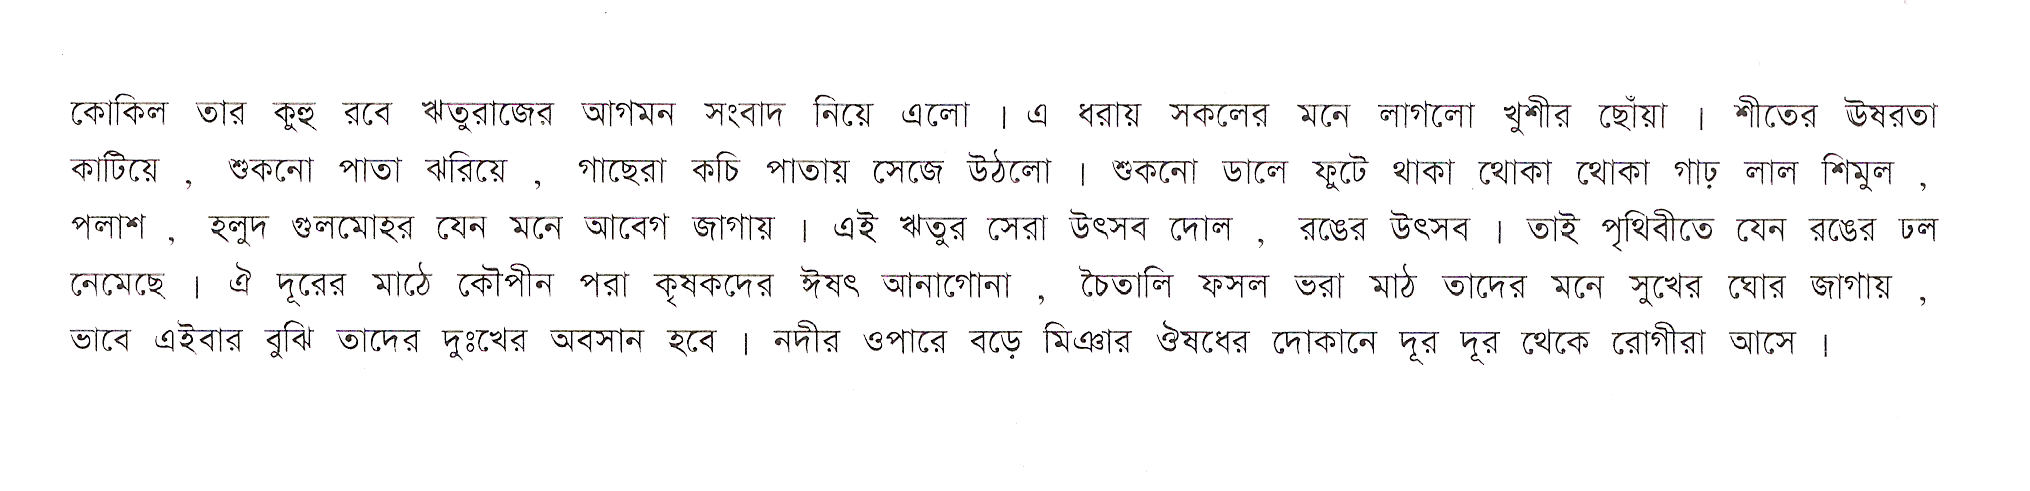 কোকিল তার কুহু রবে ঋতুরাজের আগমন সংবাদ নিয়ে এলো । এ ধরায় সকলের মনে লাগলো খুশীর ছোঁয়া । শীতের ঊষরতা
কাটিয়ে , শুকনো পাতা ঝরিয়ে , গাছেরা কচি পাতায় সেজে উঠলো । শুকনো ডালে ফুটে থাকা থোকা থোকা গাঢ় লাল শিমুল ,
পলাশ , হলুদ গুলমোহর যেন মনে আবেগ জাগায় । এই ঋতুর সেরা উৎসব দোল , রঙের উৎসব । তাই পৃথিবীতে যেন রঙের ঢল
নেমেছে । ঐ দূরের মাঠে কৌপীন পরা কৃষকদের ঈষৎ আনাগোনা , চৈতালি ফসল ভরা মাঠ তাদের মনে সুখের ঘোর জাগায় ,
ভাবে এইবার বুঝি তাদের দুঃখের অবসান হবে । নদীর ওপারে বড়ে মিঞার ঔষধের দোকানে দূর দূর থেকে রোগীরা আসে ।